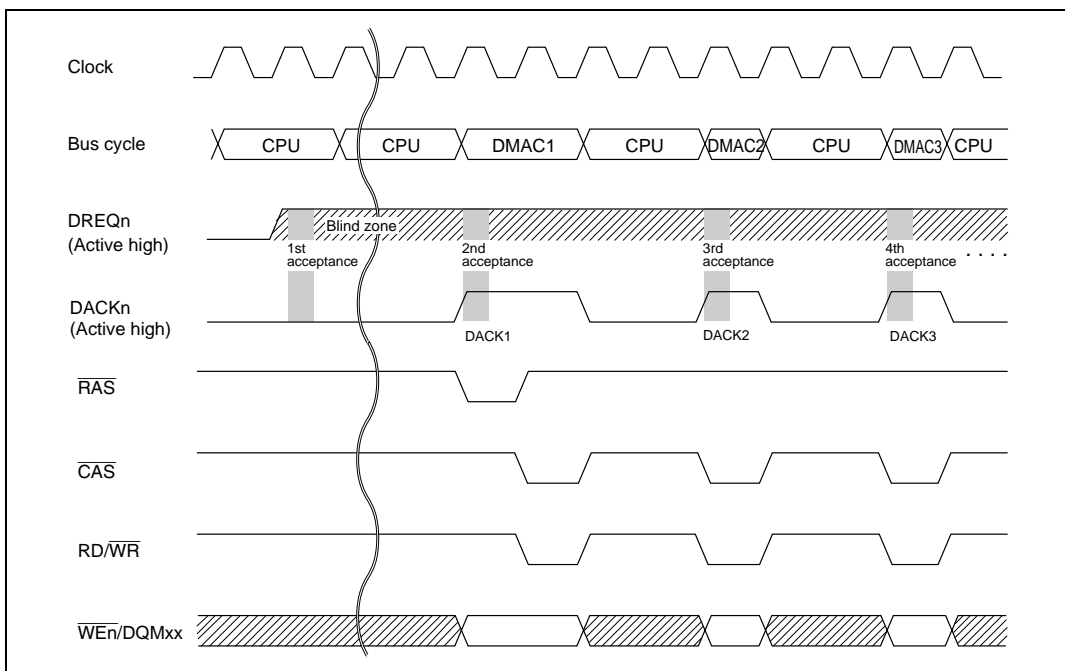 Clock
Bus cycle
CPU CPU DMAC1 CPU DMAC2 CPU DMAC3 CPU
DREQn
(Active high)
Blind zone
1st
acceptance
2nd
acceptance
3rd
acceptance
4th
acceptance
. . . .
DACKn
(Active high)
DACK1 DACK2 DACK3
RAS
CAS
RD/WR
WEn/DQMxx